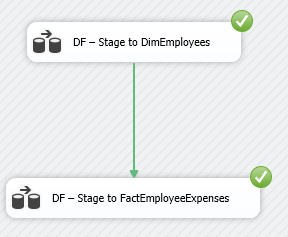 DF – Stage to DimEmployees
DF – Stage to FactEmployeeExpenses